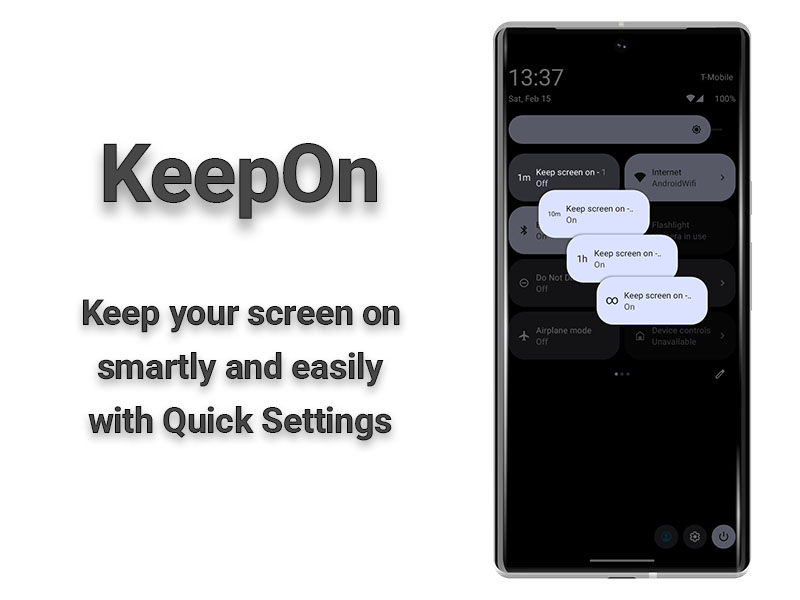 KeepOn
Keep your screen on
smartly and easily
with Quick Settings
13:37
T-Mobile
Sat, Feb 15
100%
1m
Keep screen on - 1
Off
Internet
AndroidWifi
10m
Keep screen on -..
On
Flashlight
in use
1h
Keep screen on -..
On
Do Not D
Off
∞
Keep screen on -..
On
Airplane mode
Off
Device controls
Unavailable